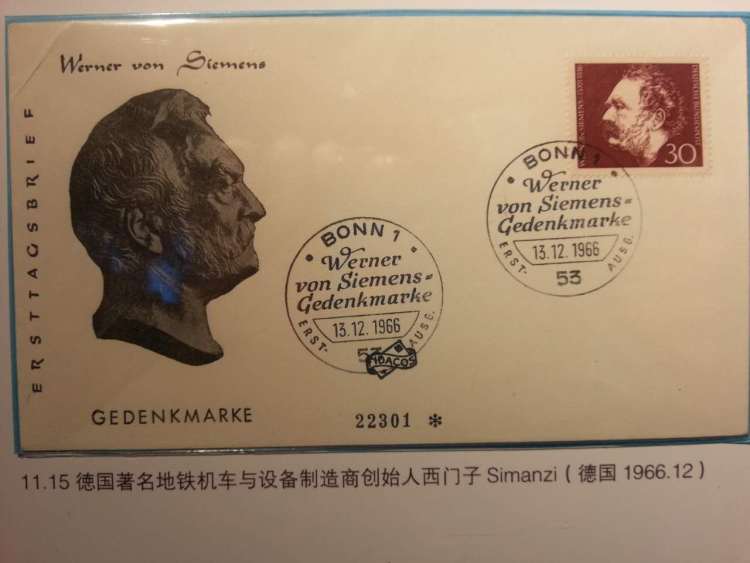 Werner von Siemens
ERSTTAGSBRIEF
DEUTSCHE BUNDESPOST
30
BONN 1
Werner
von Siemens=
Gedenkmarke
13.12.1966
ERST- AUSG.
53
BONN 1
Werner
von Siemens=
Gedenkmarke
13.12.1966
ERST- AUSG.
53
GEDENKMARKE
22301 *
11.15 德国著名地铁机车与设备制造商创始人西门子 Simanzi（德国 1966.12）